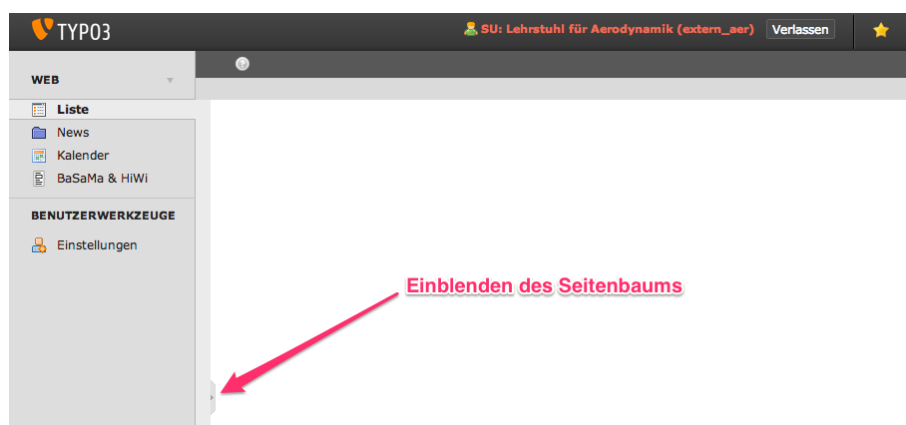 TYPO3
SU: Lehrstuhl für Aerodynamik (extern_aer) Verlassen
WEB
Liste
News
Kalender
BaSaMa & HiWi
BENUTZERWERKZEUGE
Einstellungen
Einblenden des Seitenbaums